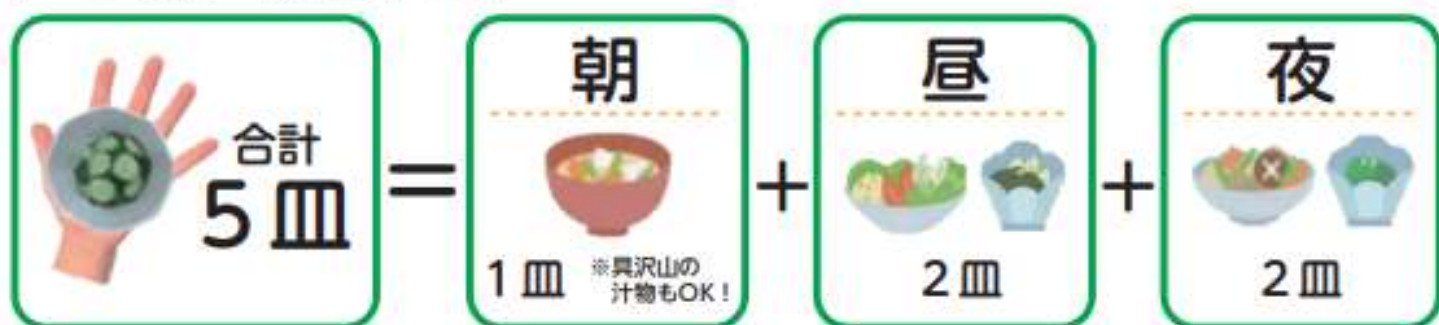 合計
5皿
=
朝
1皿
※具沢山の
汁物もOK!
+
昼
2皿
+
夜
2皿